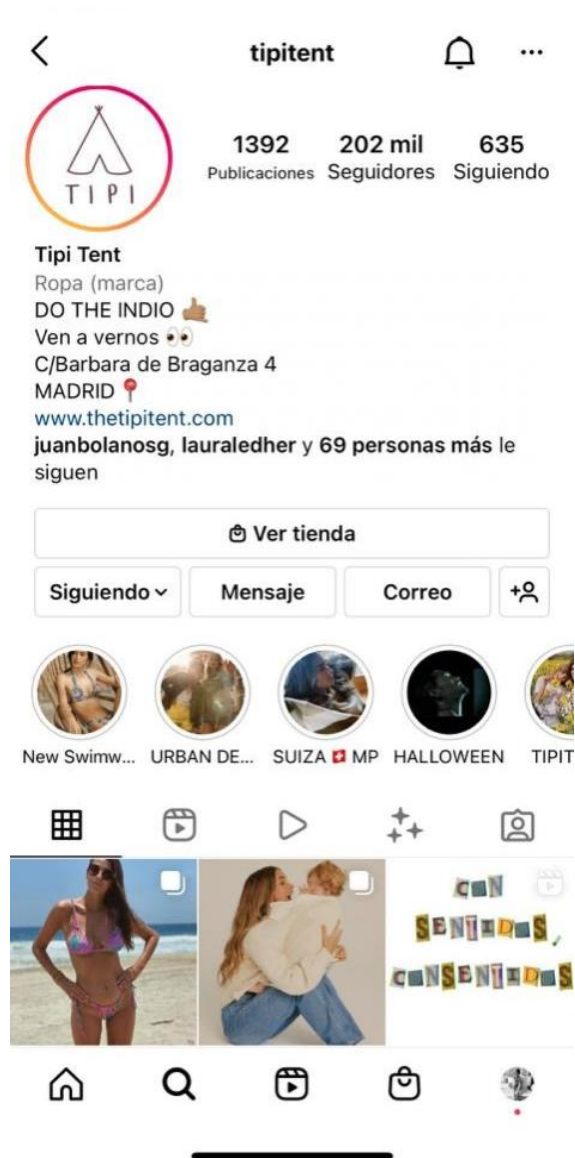 tipitent
TIPI
1392 202 mil 635
Publicaciones Seguidores Siguiendo
Tipi Tent
Ropa (marca)
DO THE INDIO
Ven a vernos
C/Barbara de Braganza 4
MADRID
www.thetipitent.com
juanbolanosg, lauraledher y 69 personas más le
siguen
Ver tienda
Siguiendo Mensaje Correo
New Swimw... URBAN DE... SUIZA MP HALLOWEEN TIPIT
CON
SENTIDOS,
CONSENTIDOS